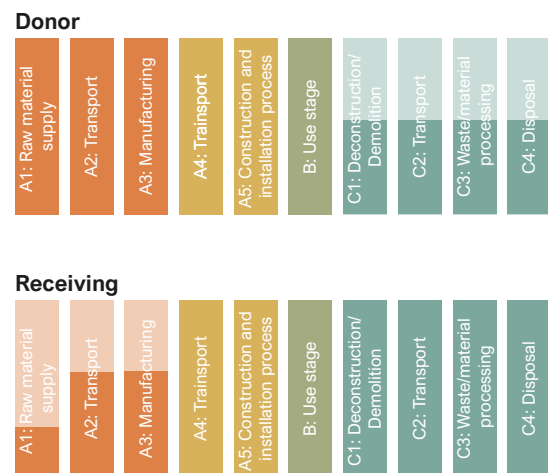 Donor
A1: Raw material
supply
A2: Transport
A3: Manufacturing
A4: Trainsport
A5: Construction and
installation process
B: Use stage
C1: Deconstruction/
Demolition
C2: Transport
C3: Waste/material
processing
C4: Disposal
Receiving
A1: Raw material
supply
A2: Transport
A3: Manufacturing
A4: Trainsport
A5: Construction and
installation process
B: Use stage
C1: Deconstruction/
Demolition
C2: Transport
C3: Waste/material
processing
C4: Disposal